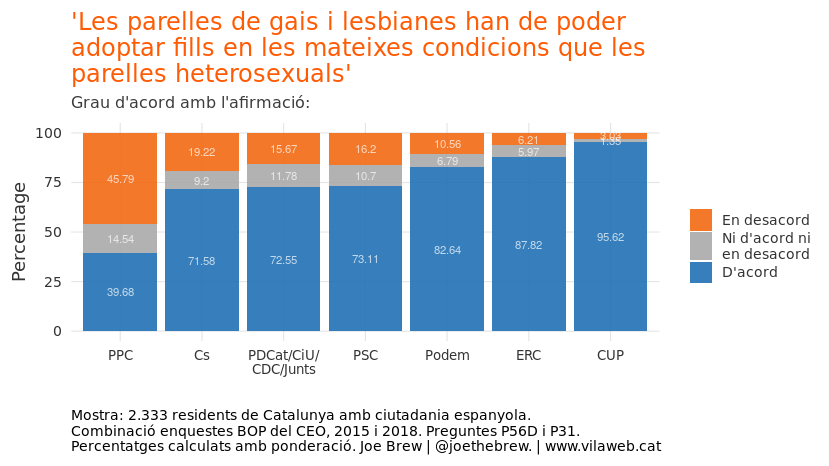 'Les parelles de gais i lesbianes han de poder
adoptar fills en les mateixes condicions que les
parelles heterosexuals'
Grau d'acord amb l'afirmació:
Percentage
100
75
50
25
0
45.79
14.54
39.68
19.22
9.2
71.58
15.67
11.78
72.55
16.2
10.7
73.11
10.56
6.79
82.64
6.21
5.97
87.82
3.03
1.35
95.62
PPC
Cs
PDCat/CiU/
CDC/Junts
PSC
Podem
ERC
CUP
En desacord
Ni d'acord ni
en desacord
D'acord
Mostra: 2.333 residents de Catalunya amb ciutadania espanyola.
Combinació enquestes BOP del CEO, 2015 i 2018. Preguntes P56D i P31.
Percentatges calculats amb ponderació. Joe Brew | @joethebrew. | www.vilaweb.cat